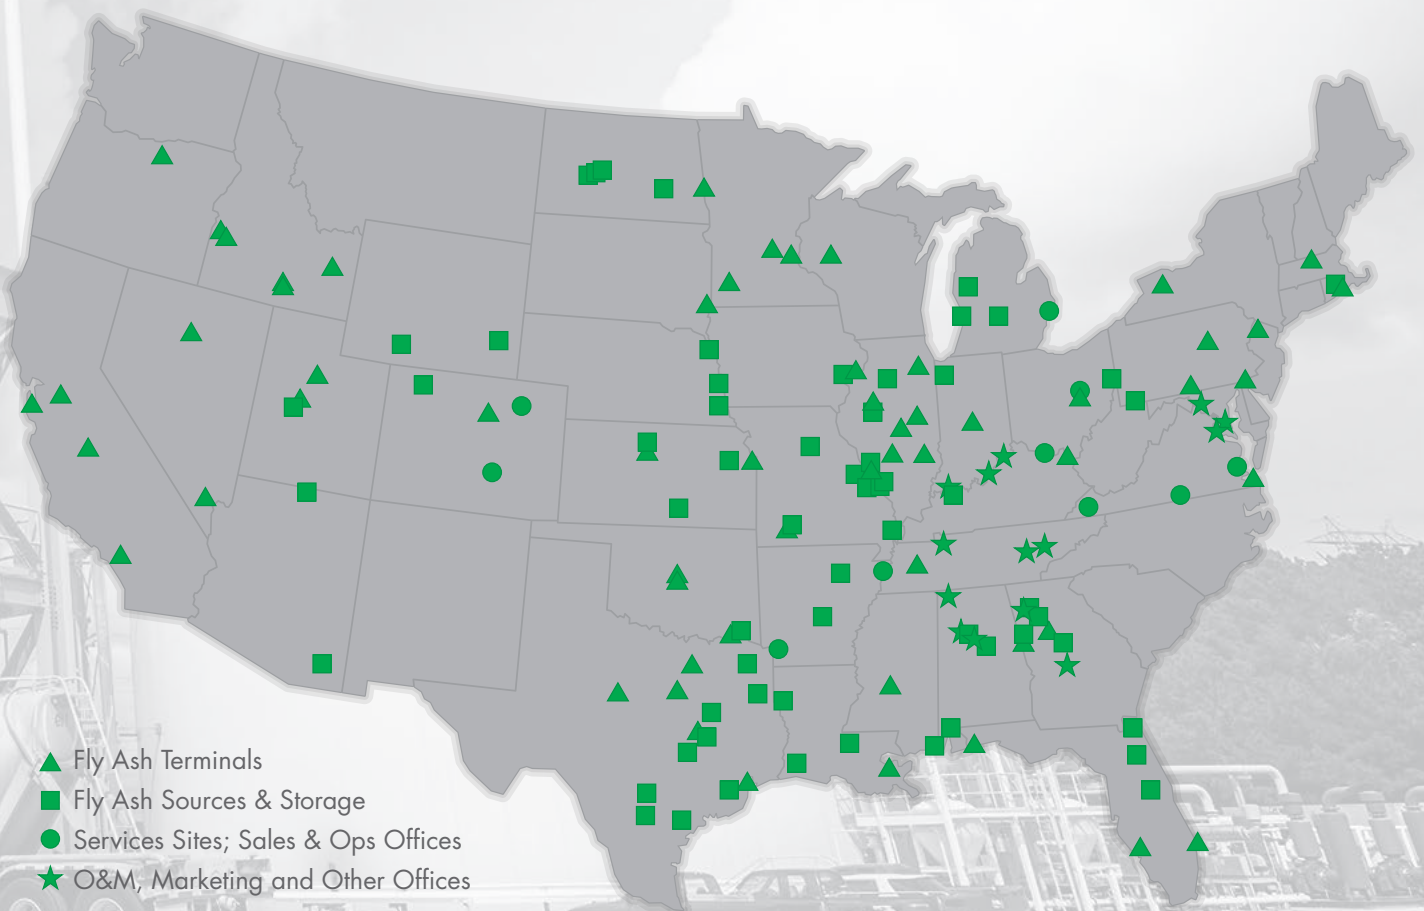 Fly Ash Terminals
Fly Ash Sources & Storage
Services Sites; Sales & Ops Offices
O&M, Marketing and Other Offices